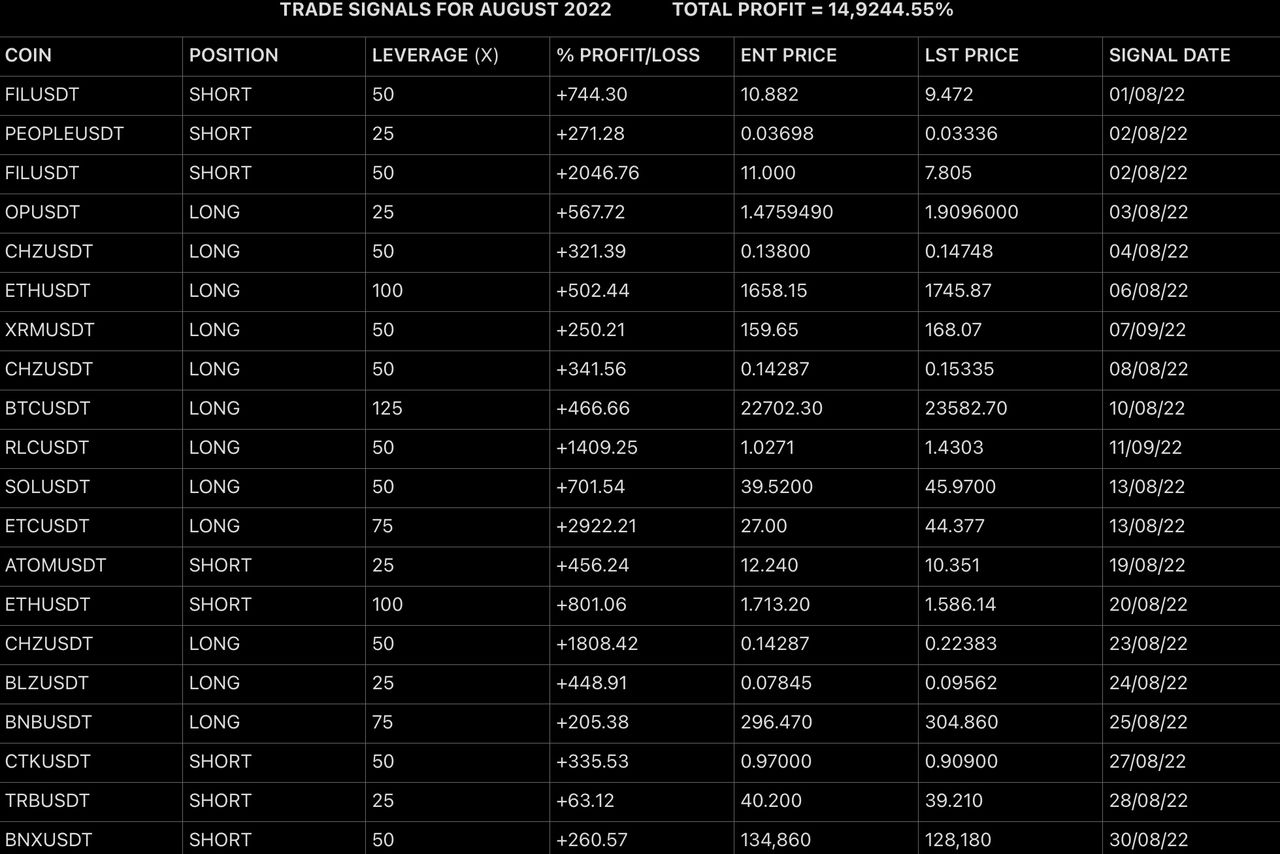 TRADE SIGNALS FOR AUGUST 2022 TOTAL PROFIT = 14,9244.55%
COIN POSITION LEVERAGE (X) % PROFIT/LOSS ENT PRICE LST PRICE SIGNAL DATE
FILUSDT SHORT 50 +744.30 10.882 9.472 01/08/22
PEOPLEUSDT SHORT 25 +271.28 0.03698 0.03336 02/08/22
FILUSDT SHORT 50 +2046.76 11.000 7.805 02/08/22
OPUSDT LONG 25 +567.72 1.4759490 1.9096000 03/08/22
CHZUSDT LONG 50 +321.39 0.13800 0.14748 04/08/22
ETHUSDT LONG 100 +502.44 1658.15 1745.87 06/08/22
XRMUSDT LONG 50 +250.21 159.65 168.07 07/09/22
CHZUSDT LONG 50 +341.56 0.14287 0.15335 08/08/22
BTCUSDT LONG 125 +466.66 22702.30 23582.70 10/08/22
RLCUSDT LONG 50 +1409.25 1.0271 1.4303 11/09/22
SOLUSDT LONG 50 +701.54 39.5200 45.9700 13/08/22
ETCUSDT LONG 75 +2922.21 27.00 44.377 13/08/22
ATOMUSDT SHORT 25 +456.24 12.240 10.351 19/08/22
ETHUSDT SHORT 100 +801.06 1.713.20 1.586.14 20/08/22
CHZUSDT LONG 50 +1808.42 0.14287 0.22383 23/08/22
BLZUSDT LONG 25 +448.91 0.07845 0.09562 24/08/22
BNBUSDT LONG 75 +205.38 296.470 304.860 25/08/22
CTKUSDT SHORT 50 +335.53 0.97000 0.90900 27/08/22
TRBUSDT SHORT 25 +63.12 40.200 39.210 28/08/22
BNXUSDT SHORT 50 +260.57 134,860 128,180 30/08/22